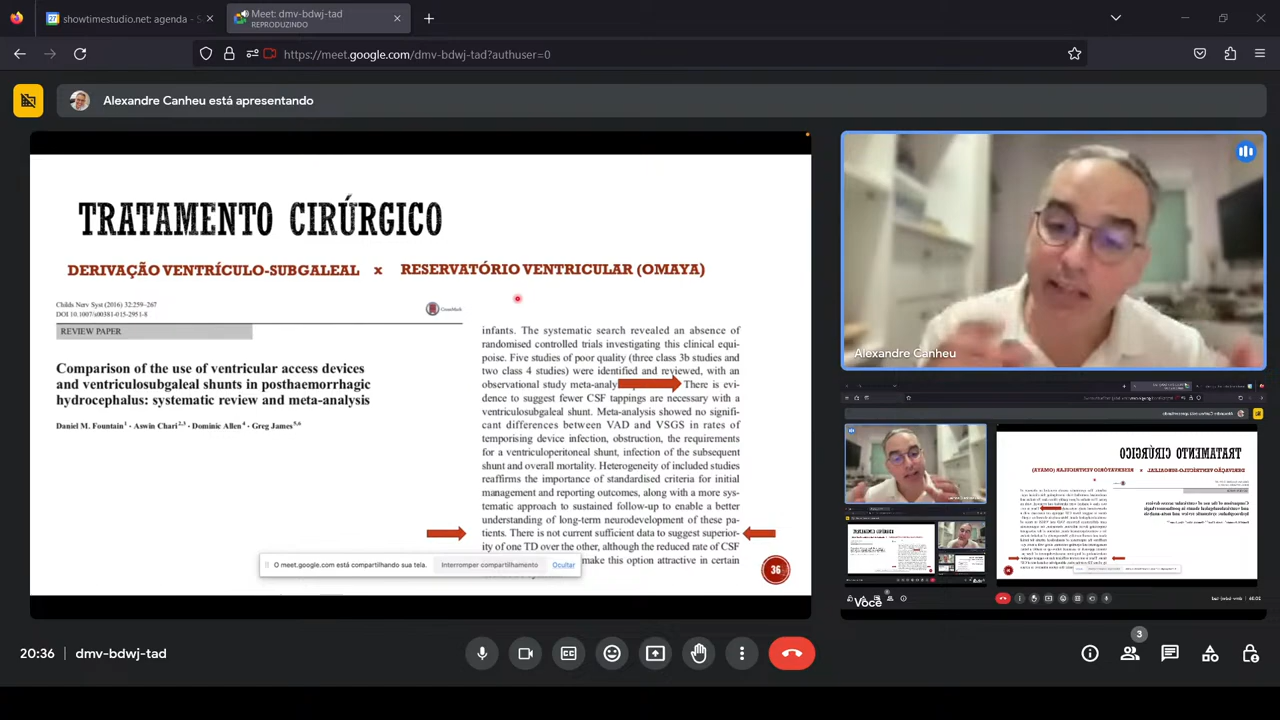 showtimestudio.net: agenda - S
Meet: dmv-bdwj-tad
REPRODUZINDO
https://meet.google.com/dmv-bdwj-tad?authuser=0
Alexandre Canheu está apresentando
TRATAMENTO CIRÚRGICO
DERIVAÇÃO VENTRÍCULO-SUBGALEAL x RESERVATÓRIO VENTRICULAR (OMAYA)
Childs Nerv Syst (2016) 32:259–267
DOI 10.1007/s00381-015-2951-8
CrossMark
REVIEW PAPER
Comparison of the use of ventricular access devices
and ventriculosubgaleal shunts in posthaemorrhagic
hydrocephalus: systematic review and meta-analysis
Daniel M. Fountain1 · Aswin Chari2,3 · Dominic Allen4 · Greg James5,6
infants. The systematic search revealed an absence of
randomised controlled trials investigating this clinical equi-
poise. Five studies of poor quality (three class 3b studies and
two class 4 studies) were identified and reviewed, with an
observational study meta-analy There is evi-
dence to suggest fewer CSF tappings are necessary with a
ventriculosubgaleal shunt. Meta-analysis showed no signifi-
cant differences between VAD and VSGS in rates of
temporising device infection, obstruction, the requirements
for a ventriculoperitoneal shunt, infection of the subsequent
shunt and overall mortality. Heterogeneity of included studies
reaffirms the importance of standardised criteria for initial
management and reporting outcomes, along with a more sys-
tematic approach to sustained follow-up to enable a better
understanding of long-term neurodevelopment of these pa-
tients. There is not current sufficient data to suggest superior-
ity of one TD over the other, although the reduced rate of CSF
make this option attractive in certain
O meet.google.com está compartilhando sua tela. Interromper compartilhamento Ocultar
36
Alexandre Canheu
Você
20:36 | dmv-bdwj-tad
3